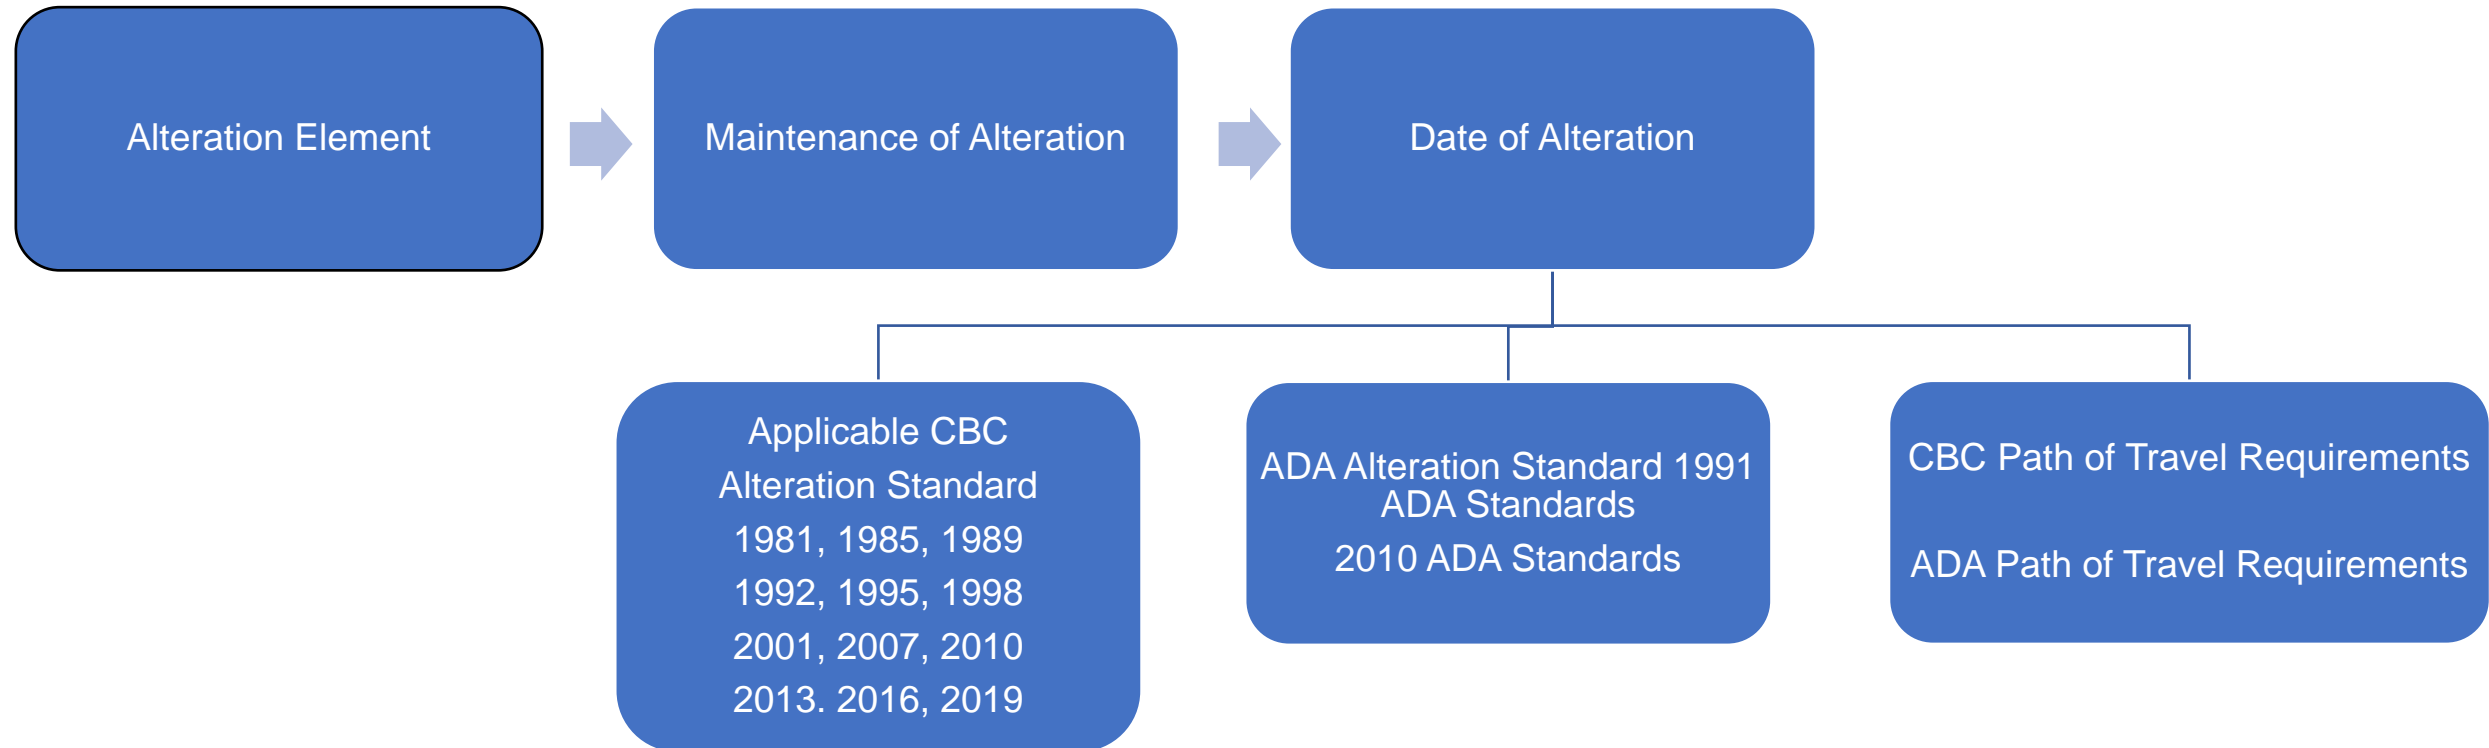 Alteration Element
Maintenance of Alteration
Date of Alteration
Applicable CBC
Alteration Standard
1981, 1985, 1989
1992, 1995, 1998
2001, 2007, 2010
2013. 2016, 2019
ADA Alteration Standard 1991
ADA Standards
2010 ADA Standards
CBC Path of Travel Requirements
ADA Path of Travel Requirements